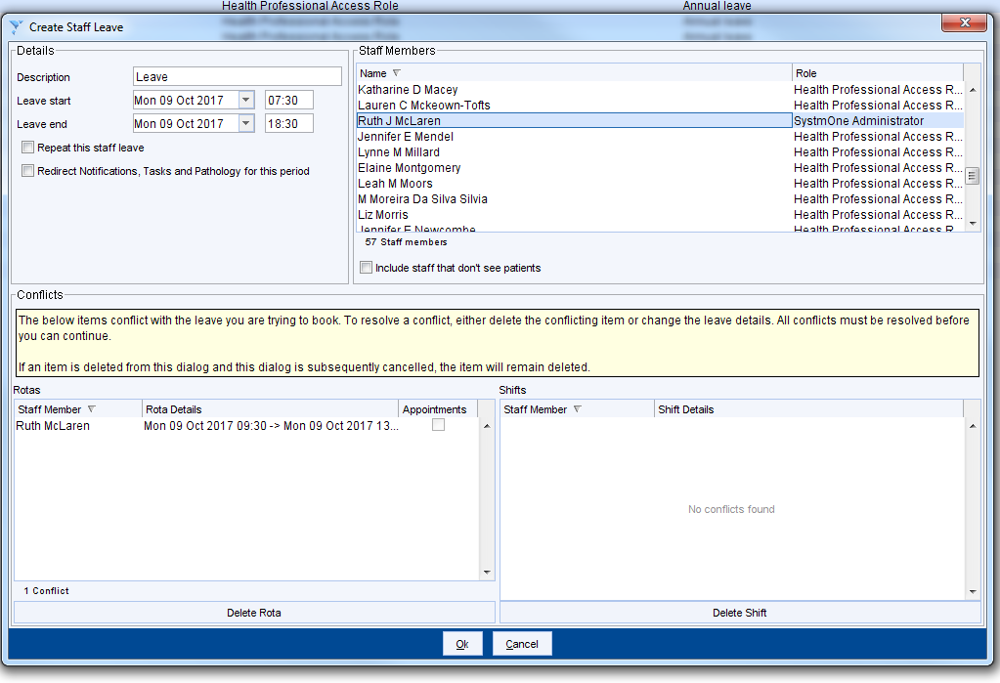 Health Professional Access Role Annual leave
Create Staff Leave
Details
Description Leave
Leave start Mon 09 Oct 2017 07:30
Leave end Mon 09 Oct 2017 18:30
Repeat this staff leave
Redirect Notifications, Tasks and Pathology for this period
Staff Members
Name Role
Katharine D Macey Health Professional Access R...
Lauren C Mckeown-Tofts Health Professional Access R...
Ruth J McLaren SystmOne Administrator
Jennifer E Mendel Health Professional Access R...
Lynne M Millard Health Professional Access R...
Elaine Montgomery Health Professional Access R...
Leah M Moors Health Professional Access R...
M Moreira Da Silva Silvia Health Professional Access R...
Liz Morris Health Professional Access R...
Jennifer E Newcombe Health Professional Access R...
57 Staff members
Include staff that don't see patients
Conflicts
The below items conflict with the leave you are trying to book. To resolve a conflict, either delete the conflicting item or change the leave details. All conflicts must be resolved before
you can continue.
If an item is deleted from this dialog and this dialog is subsequently cancelled, the item will remain deleted.
Rotas
Staff Member Rota Details Appointments
Ruth McLaren Mon 09 Oct 2017 09:30 -> Mon 09 Oct 2017 13...
1 Conflict
Delete Rota
Shifts
Staff Member Shift Details
No conflicts found
Delete Shift
Ok Cancel